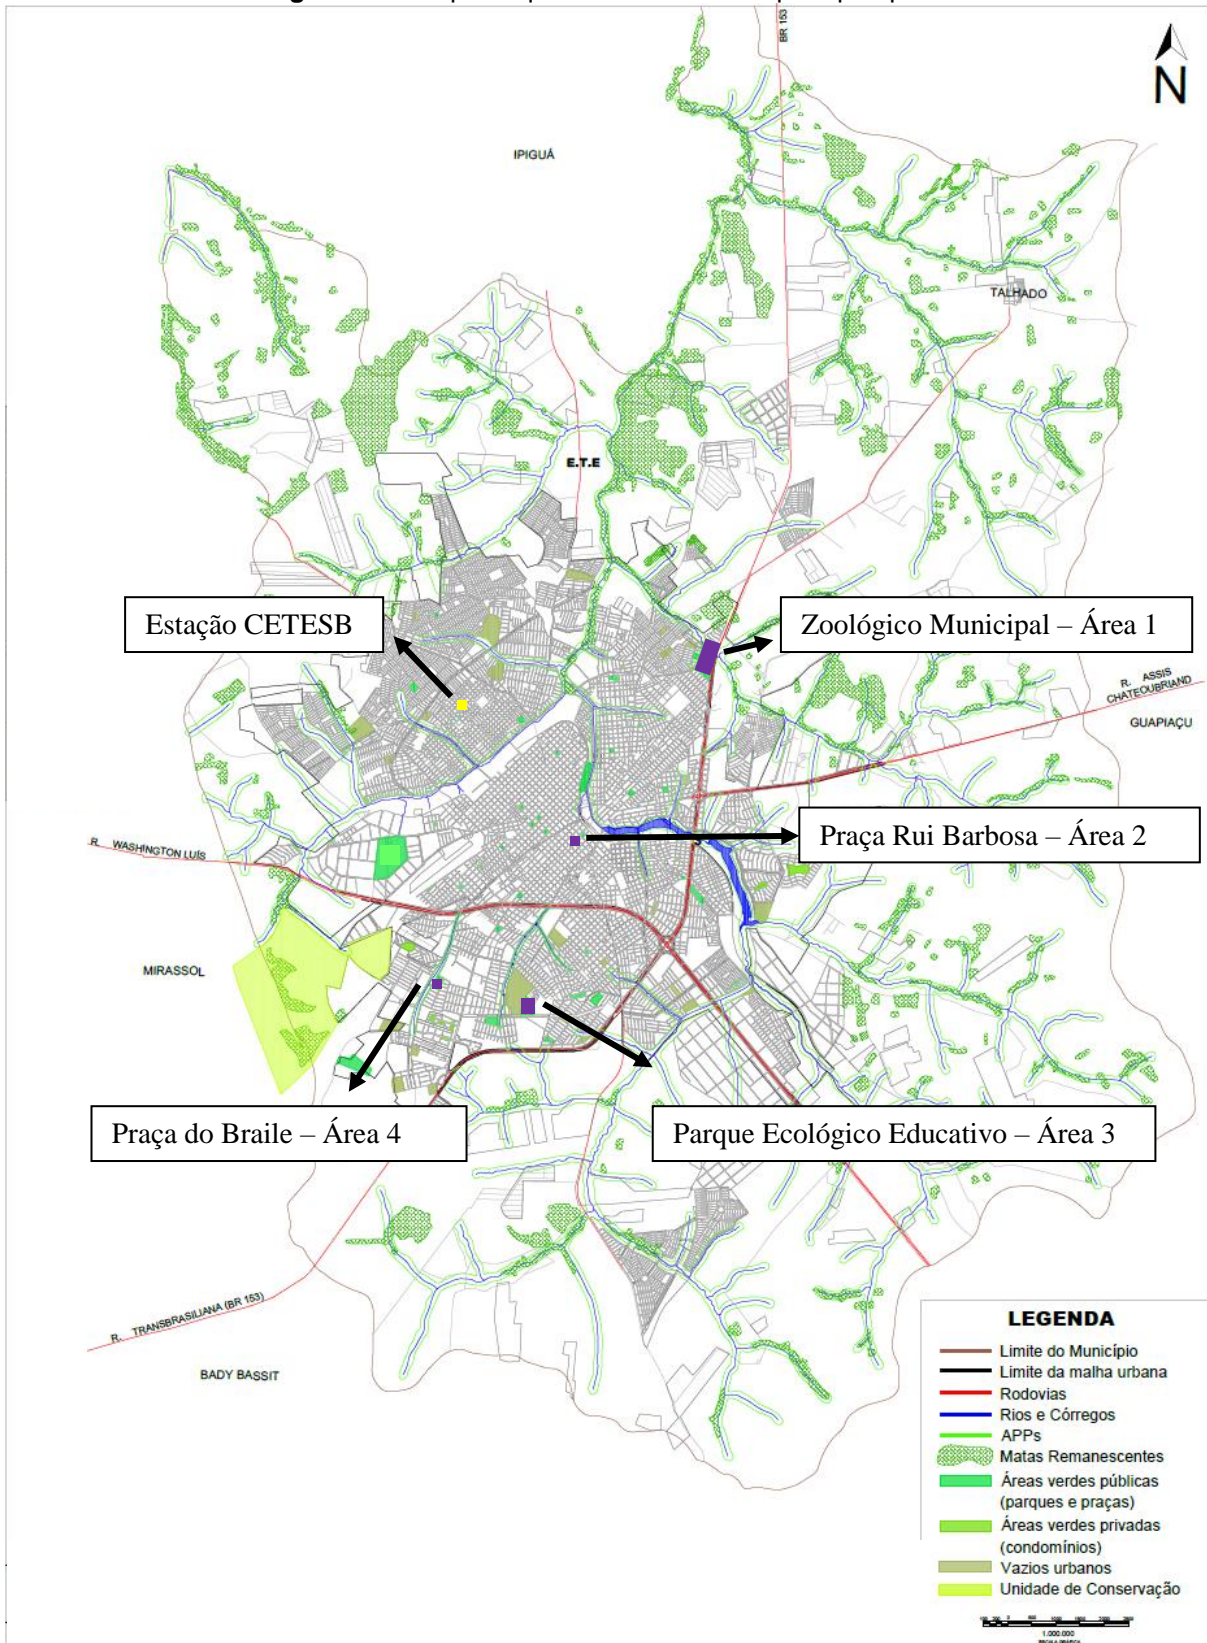 BR 153
N
IPIGUÁ
TALHADO
E.T.E
Estação CETESB
Zoológico Municipal – Área 1
R. ASSIS
CHATEOUBRIAND
GUAPIAÇU
Praça Rui Barbosa – Área 2
R. WASHINGTON LUÍS
MIRASSOL
Praça do Braile – Área 4
Parque Ecológico Educativo – Área 3
R. TRANSBRASILIANA (BR 153)
BADY BASSIT
LEGENDA
Limite do Município
Limite da malha urbana
Rodovias
Rios e Córregos
APPs
Matas Remanescentes
Áreas verdes públicas
(parques e praças)
Áreas verdes privadas
(condomínios)
Vazios urbanos
Unidade de Conservação
1.000.000